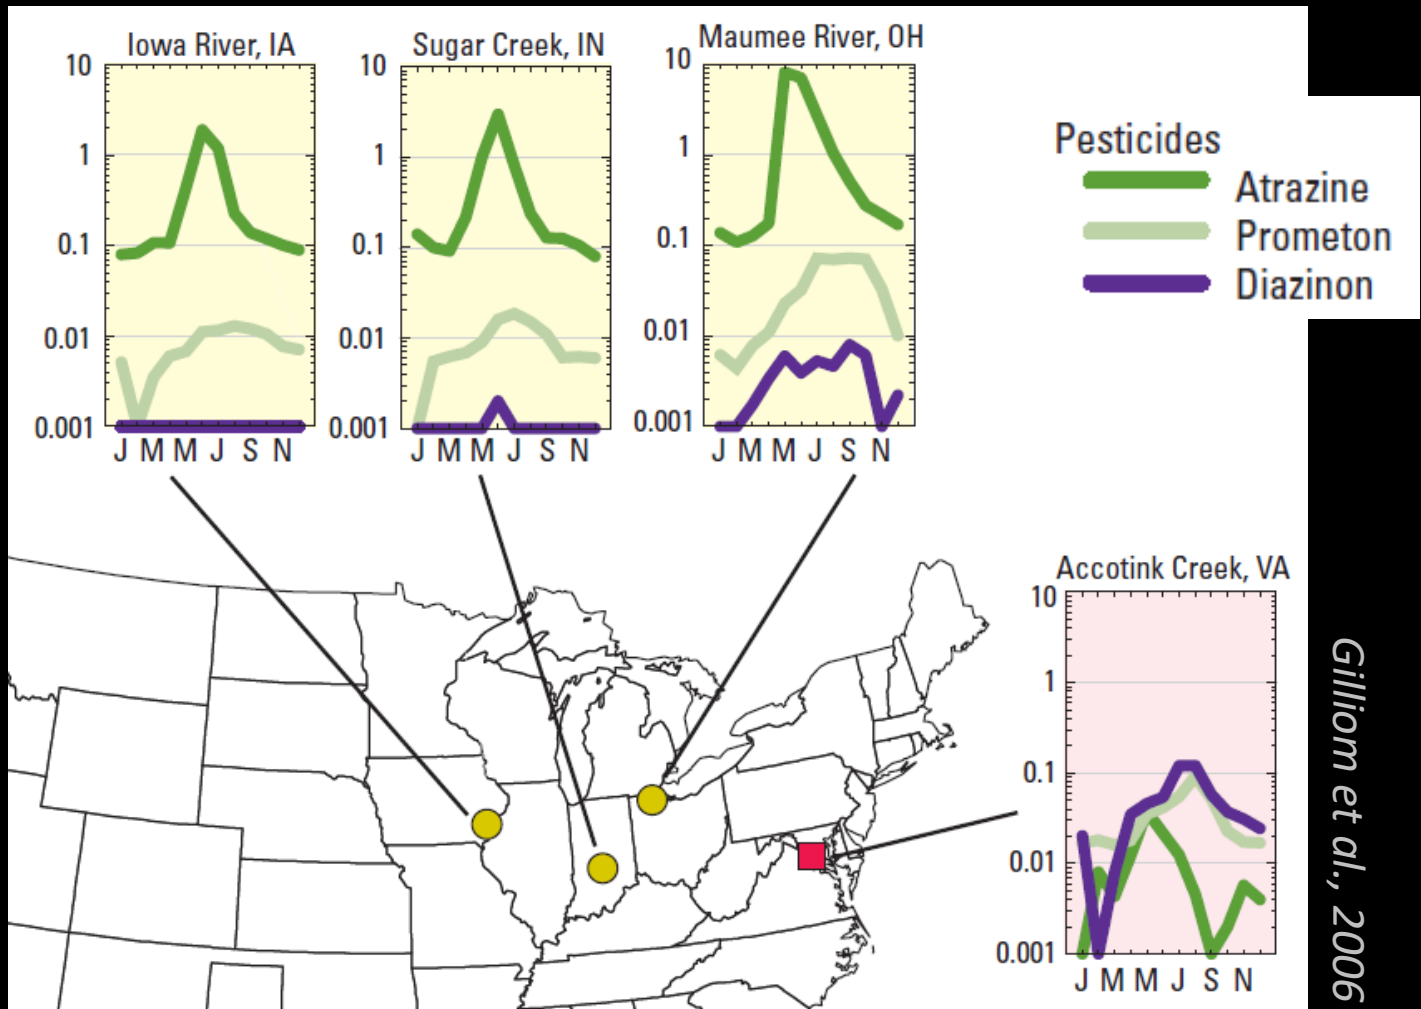 Iowa River, IA
10
1
0.1
0.01
0.001
J M M J S N
Sugar Creek, IN
10
1
0.1
0.01
0.001
J M M J S N
Maumee River, OH
10
1
0.1
0.01
0.001
J M M J S N
Pesticides
Atrazine
Prometon
Diazinon
Accotink Creek, VA
10
1
0.1
0.01
0.001
J M M J S N
Gilliom et al., 2006